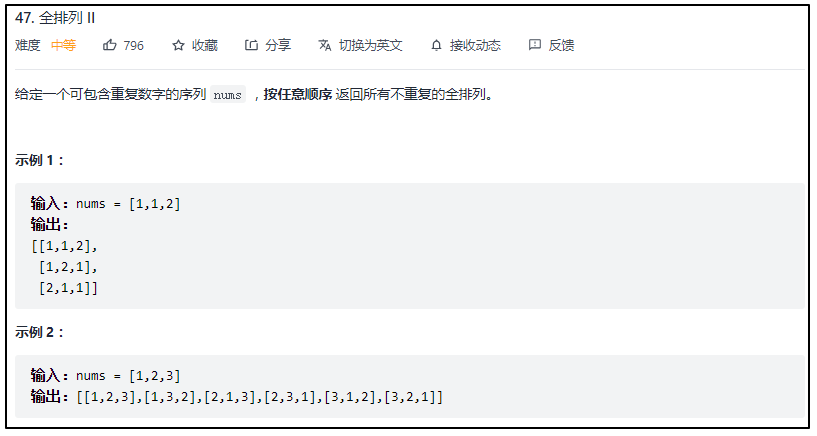 47. 全排列 II
难度 中等 796 收藏 分享 切换为英文 接收动态 反馈
给定一个可包含重复数字的序列 nums ，按任意顺序 返回所有不重复的全排列。
示例 1：
输入：nums = [1,1,2]
输出：
[[1,1,2],
 [1,2,1],
 [2,1,1]]
示例 2：
输入：nums = [1,2,3]
输出：[[1,2,3],[1,3,2],[2,1,3],[2,3,1],[3,1,2],[3,2,1]]